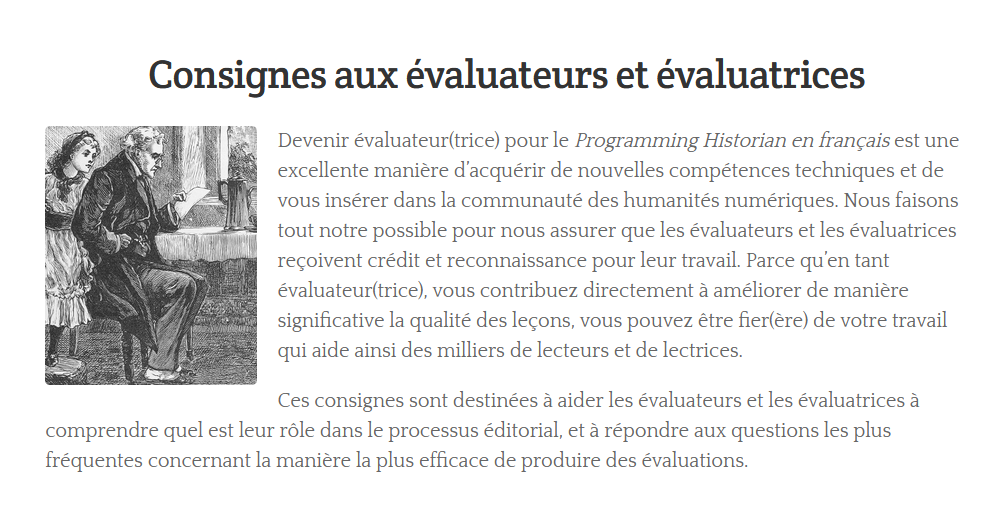 Consignes aux évaluateurs et évaluatrices
Devenir évaluateur(trice) pour le Programming Historian en français est une
excellente manière d’acquérir de nouvelles compétences techniques et de
vous insérer dans la communauté des humanités numériques. Nous faisons
tout notre possible pour nous assurer que les évaluateurs et les évaluatrices
reçoivent crédit et reconnaissance pour leur travail. Parce qu’en tant
évaluateur(trice), vous contribuez directement à améliorer de manière
significative la qualité des leçons, vous pouvez être fier(ère) de votre travail
qui aide ainsi des milliers de lecteurs et de lectrices.
Ces consignes sont destinées à aider les évaluateurs et les évaluatrices à
comprendre quel est leur rôle dans le processus éditorial, et à répondre aux questions les plus
fréquentes concernant la manière la plus efficace de produire des évaluations.